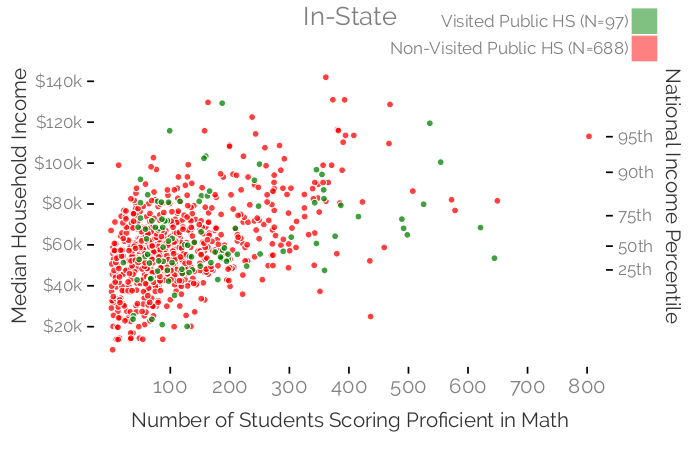 In-State
Visited Public HS (N=97)
Non-Visited Public HS (N=688)
Median Household Income
$140k
$120k
$100k
$80k
$60k
$40k
$20k
National Income Percentile
95th
90th
75th
50th
25th
100 200 300 400 500 600 700 800
Number of Students Scoring Proficient in Math